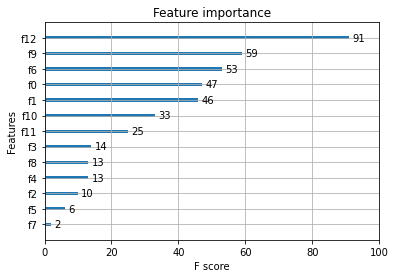 Feature importance
f12 91
f9 59
f6 53
f0 47
f1 46
f10 33
f11 25
f3 14
f8 13
f4 13
f2 10
f5 6
f7 2
Features
0 20 40 60 80 100
F score